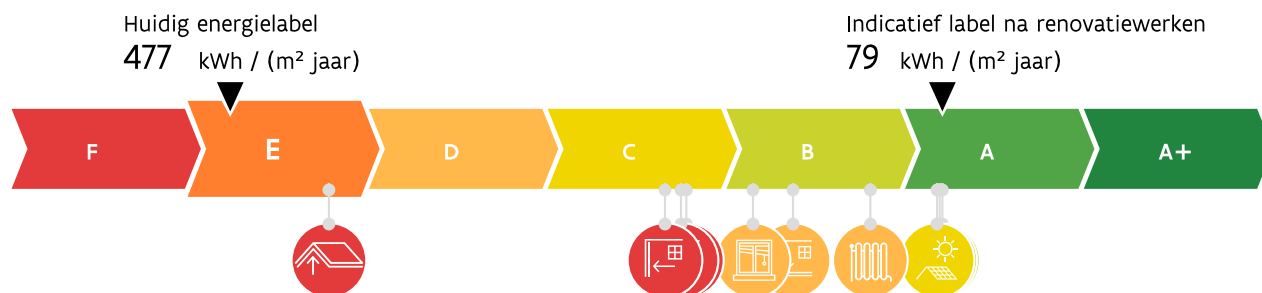 Huidig energielabel
477 kWh / (m² jaar)
Indicatief label na renovatiewerken
79 kWh / (m² jaar)
F E D C B A A+